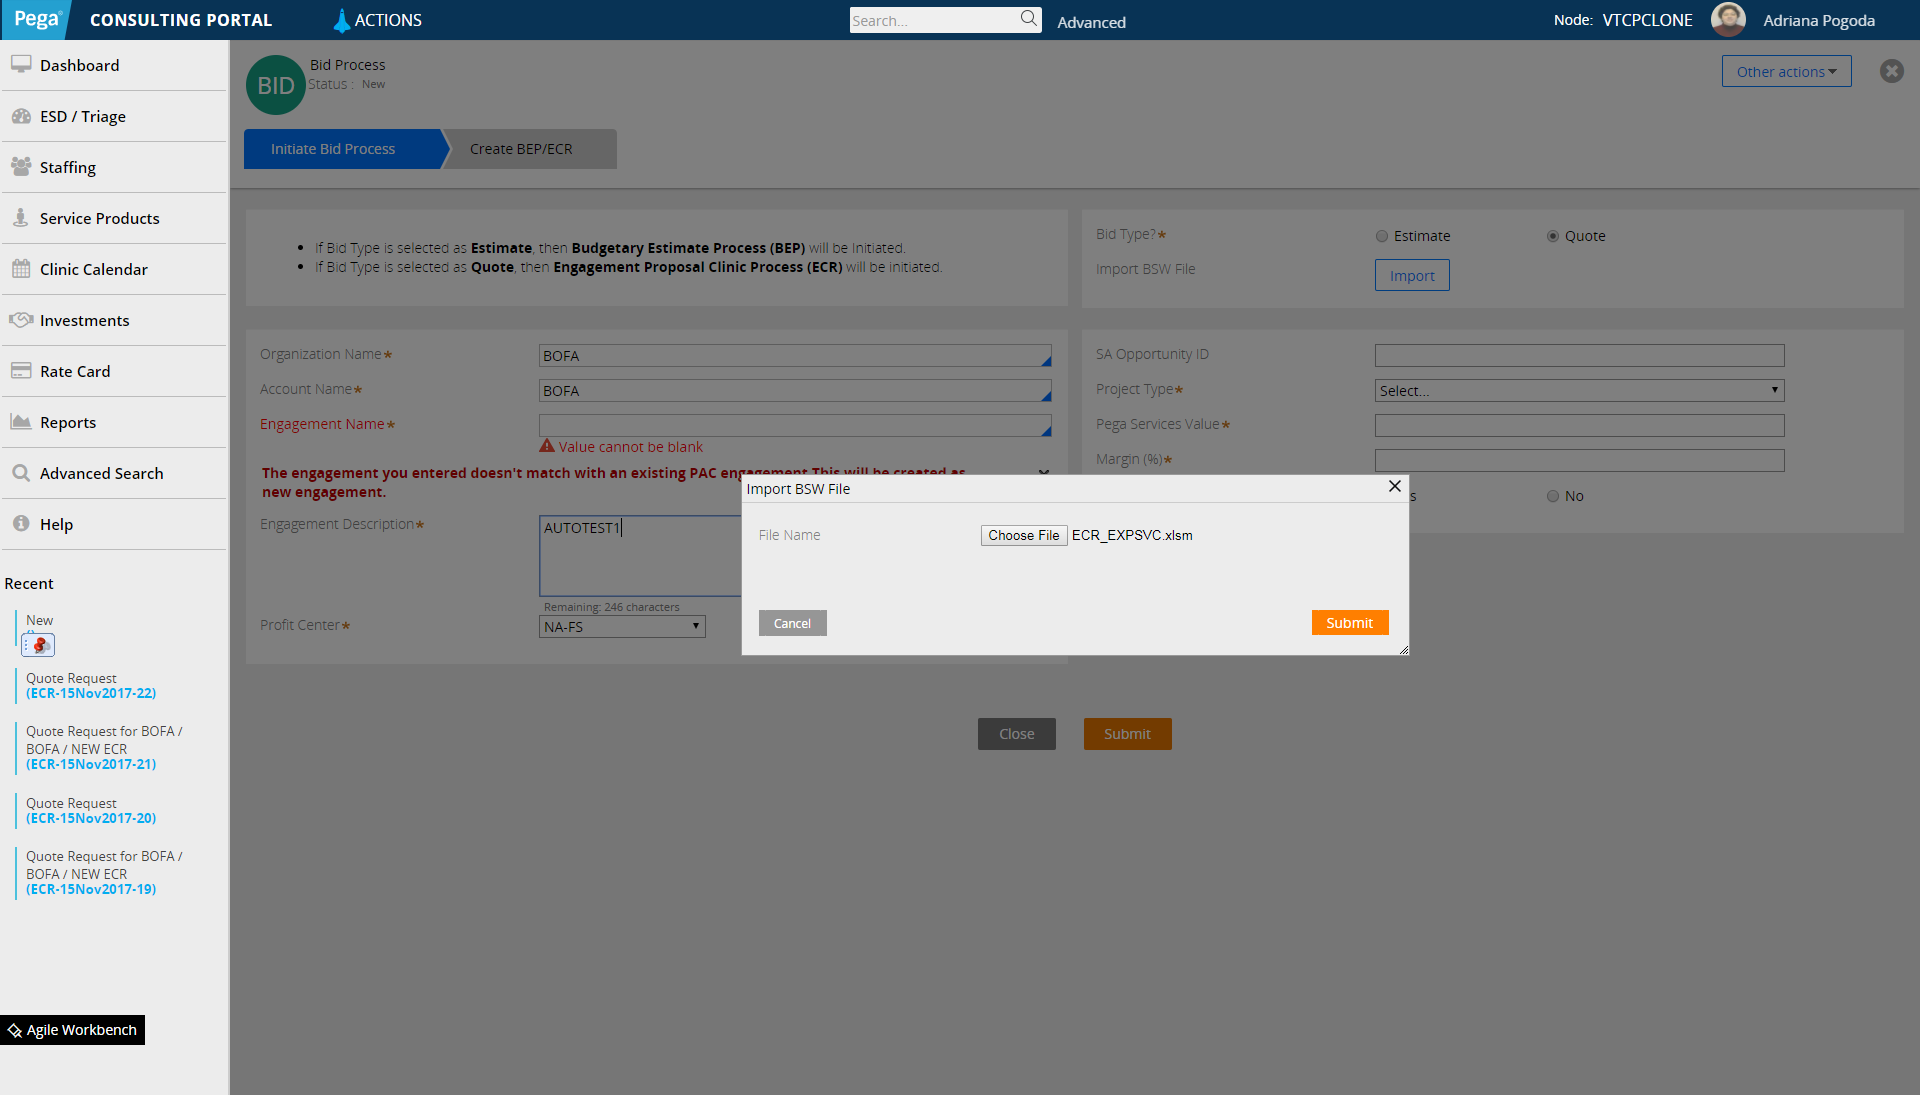 Pega CONSULTING PORTAL ACTIONS Search... Advanced Node: VTCPCLONE Adriana Pogoda
Dashboard
ESD / Triage
Staffing
Service Products
Clinic Calendar
Investments
Rate Card
Reports
Advanced Search
Help
Recent
New
Quote Request
(ECR-15Nov2017-22)
Quote Request for BOFA /
BOFA / NEW ECR
(ECR-15Nov2017-21)
Quote Request
(ECR-15Nov2017-20)
Quote Request for BOFA /
BOFA / NEW ECR
(ECR-15Nov2017-19)
Agile Workbench
BID
Bid Process
Status : New
Other actions
Initiate Bid Process Create BEP/ECR
If Bid Type is selected as Estimate, then Budgetary Estimate Process (BEP) will be Initiated.
If Bid Type is selected as Quote, then Engagement Proposal Clinic Process (ECR) will be initiated.
Bid Type?* Estimate Quote
Import BSW File Import
Organization Name* BOFA
Account Name* BOFA
Engagement Name*
Value cannot be blank
The engagement you entered doesn't match with an existing PAC engagement.This will be created as
new engagement.
Engagement Description* AUTOTEST1
Remaining: 246 characters
Profit Center* NA-FS
SA Opportunity ID
Project Type* Select...
Pega Services Value*
Margin (%)*
No
Import BSW File
File Name Choose File ECR_EXPSVC.xlsm
Cancel Submit
Close Submit